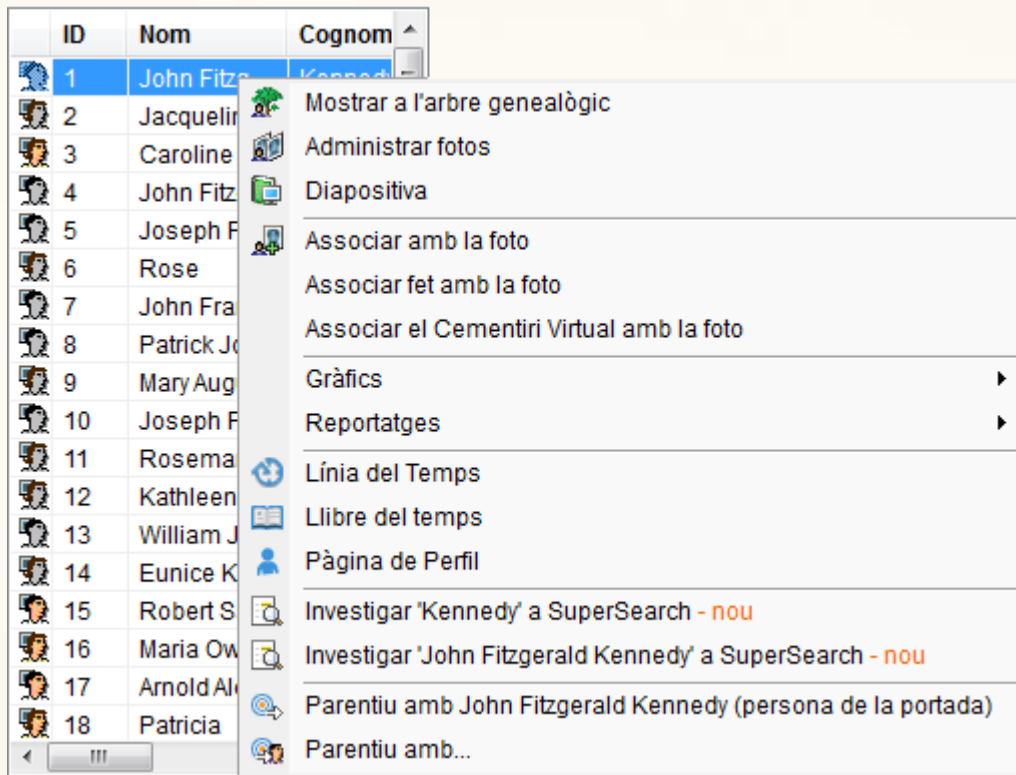 ID Nom Cognom
1 John Fitzg Kennedy
2 Jacquelin
3 Caroline
4 John Fitz
5 Joseph F
6 Rose
7 John Fra
8 Patrick Jo
9 Mary Aug
10 Joseph F
11 Rosemar
12 Kathleen
13 William J
14 Eunice K
15 Robert S
16 Maria Ow
17 Arnold Al
18 Patricia
Mostrar a l'arbre genealògic
Administrar fotos
Diapositiva
Associar amb la foto
Associar fet amb la foto
Associar el Cementiri Virtual amb la foto
Gràfics
Reportatges
Línia del Temps
Llibre del temps
Pàgina de Perfil
Investigar 'Kennedy' a SuperSearch - nou
Investigar 'John Fitzgerald Kennedy' a SuperSearch - nou
Parentiu amb John Fitzgerald Kennedy (persona de la portada)
Parentiu amb...